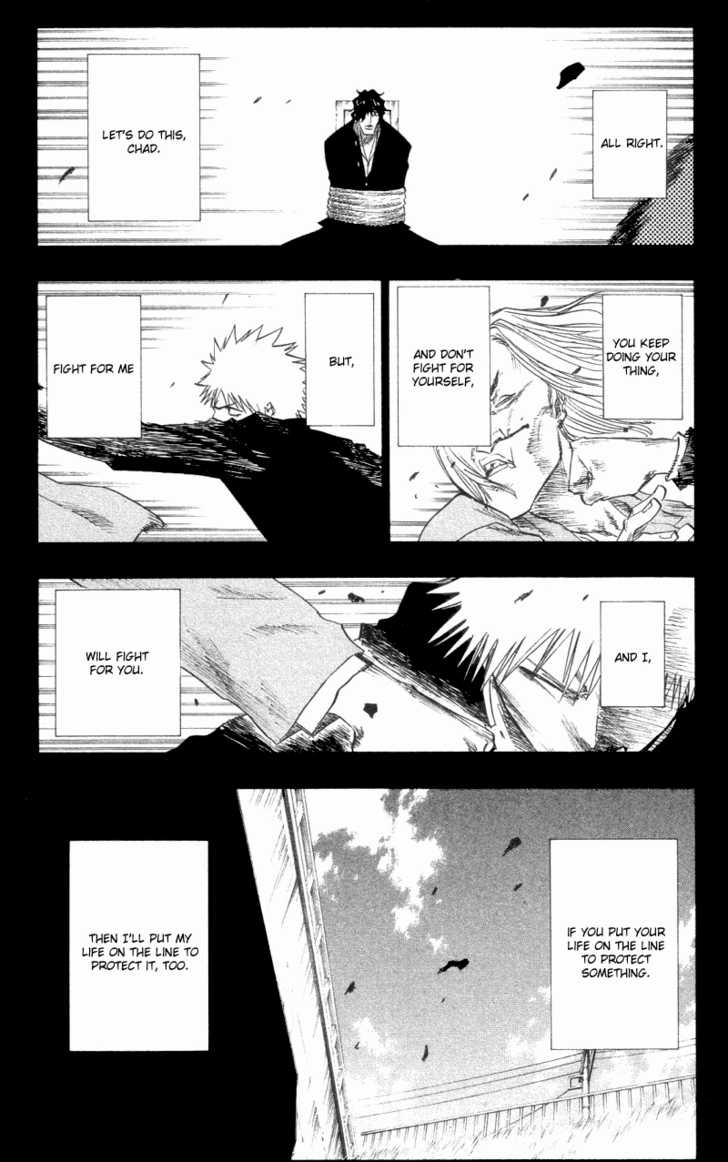 ALL RIGHT.
LET'S DO THIS,
CHAD.
YOU KEEP
DOING YOUR
THING,
AND DON'T
FIGHT FOR
YOURSELF,
BUT,
FIGHT FOR ME
AND I,
WILL FIGHT
FOR YOU.
IF YOU PUT YOUR
LIFE ON THE LINE
TO PROTECT
SOMETHING.
THEN I'LL PUT MY
LIFE ON THE LINE TO
PROTECT IT, TOO.